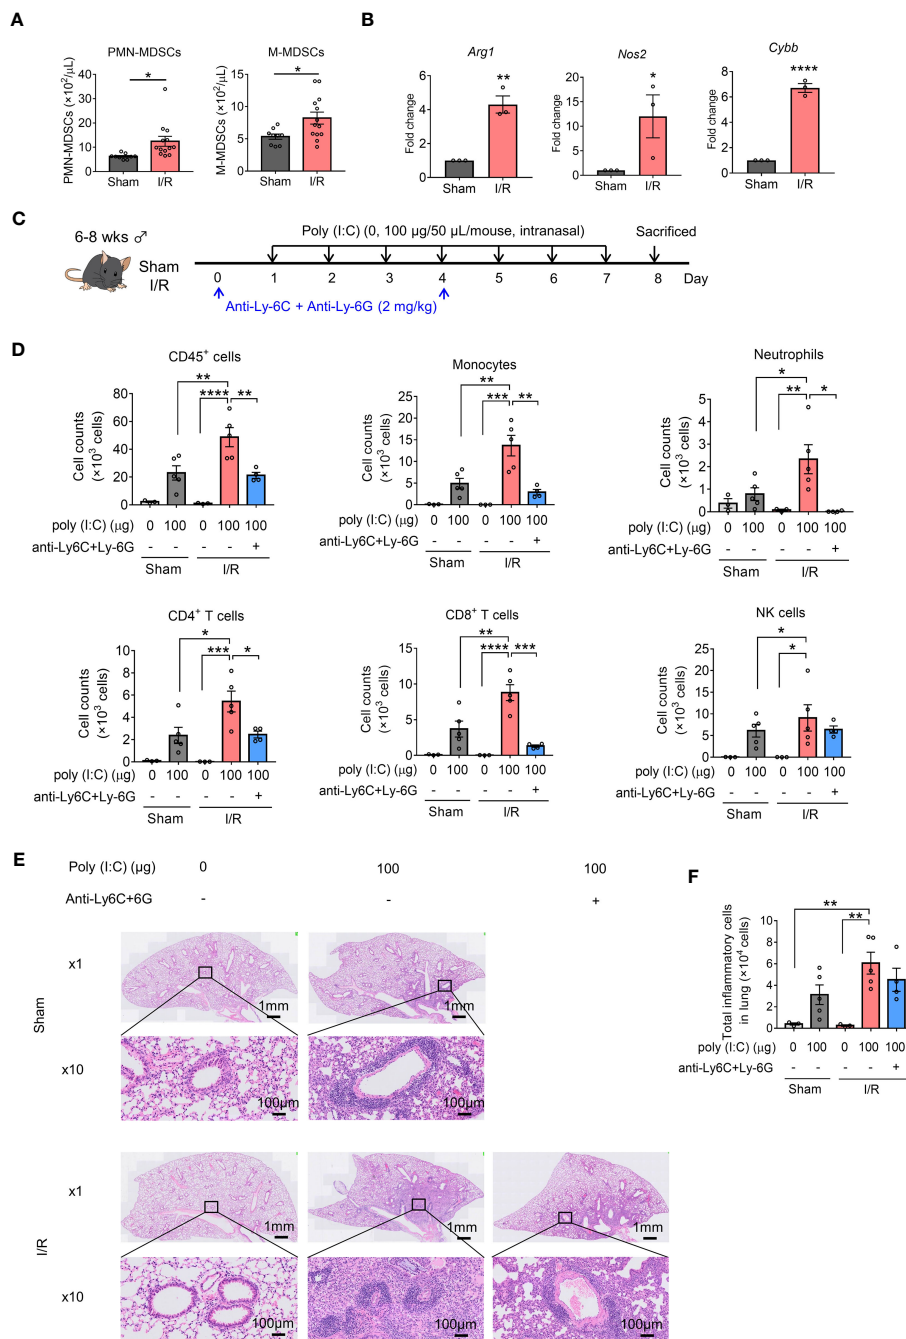 A
B
PMN-MDSCs
M-MDSCs
Arg1
Nos2
Cybb
PMN-MDSCs (×10²/μL)
40
30
20
10
0
*
Sham
I/R
M-MDSCs (×10²/μL)
15
10
5
0
*
Sham
I/R
Fold change
6
4
2
0
**
Sham
I/R
Fold change
20
15
10
5
0
*
Sham
I/R
Fold change
8
6
4
2
0
****
Sham
I/R
C
6-8 wks ♂
Poly (I:C) (0, 100 μg/50 μL/mouse, intranasal)
Sacrificed
Sham
I/R
0 1 2 3 4 5 6 7 8 Day
Anti-Ly-6C + Anti-Ly-6G (2 mg/kg)
D
CD45⁺ cells
Cell counts
(×10³ cells)
80
60
40
20
0
**
**** **
0 100 0 100 100
poly (I:C) (μg)
anti-Ly6C+Ly-6G
- - - - +
Sham
I/R
Monocytes
Cell counts
(×10³ cells)
25
20
15
10
5
0
**
*** **
poly (I:C) (μg) 0 100 0 100 100
anti-Ly6C+Ly-6G - - - - +
Sham
I/R
Neutrophils
Cell counts
(×10³ cells)
5
4
3
2
1
0
*
** *
poly (I:C) (μg) 0 100 0 100 100
anti-Ly6C+Ly-6G - - - - +
Sham
I/R
CD4⁺ T cells
Cell counts
(×10³ cells)
10
8
6
4
2
0
*
*** *
poly (I:C) (μg) 0 100 0 100 100
anti-Ly6C+Ly-6G - - - - +
Sham
I/R
CD8⁺ T cells
Cell counts
(×10³ cells)
15
10
5
0
**
**** ***
poly (I:C) (μg) 0 100 0 100 100
anti-Ly6C+Ly-6G - - - - +
Sham
I/R
NK cells
Cell counts
(×10³ cells)
25
20
15
10
5
0
*
*
poly (I:C) (μg) 0 100 0 100 100
anti-Ly6C+Ly-6G - - - - +
Sham
I/R
E
Poly (I:C) (μg) 0 100 100
Anti-Ly6C+6G - - +
Sham
x1
1mm
1mm
x10
100μm
100μm
I/R
x1
1mm
1mm
1mm
x10
100μm
100μm
100μm
F
Total inflammatory cells
in lung (×10⁴ cells)
10
8
6
4
2
0
**
**
poly (I:C) (μg) 0 100 0 100 100
anti-Ly6C+Ly-6G - - - - +
Sham
I/R